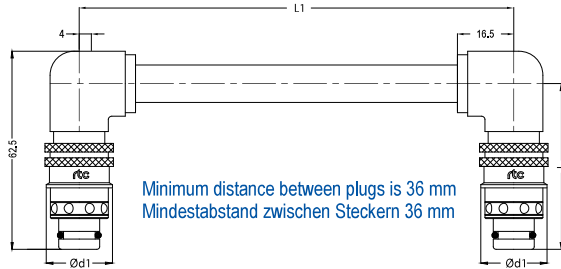 L1
4
16.5
62.5
rtc
rtc
Minimum distance between plugs is 36 mm
Mindestabstand zwischen Steckern 36 mm
Ød1
Ød1